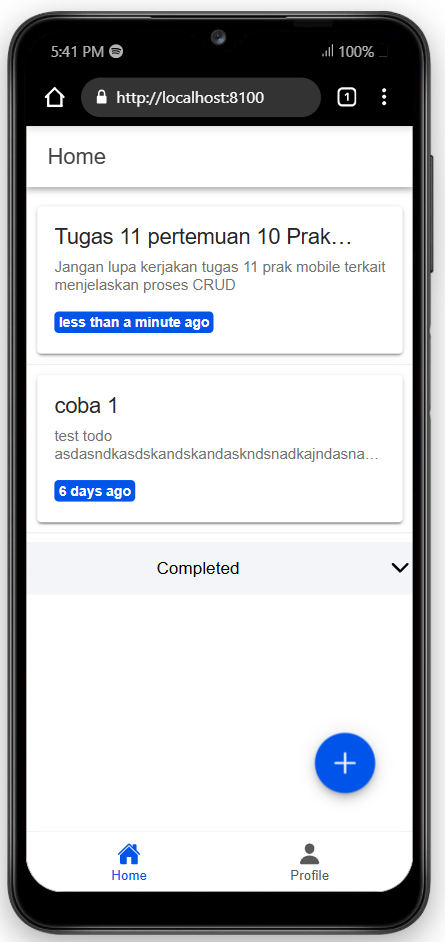 5:41 PM
100%
http://localhost:8100
1
Home
Tugas 11 pertemuan 10 Prak…
Jangan lupa kerjakan tugas 11 prak mobile terkait
menjelaskan proses CRUD
less than a minute ago
coba 1
test todo
asdasndkasdskandskandaskndsnadkajndasna…
6 days ago
Completed
Home
Profile